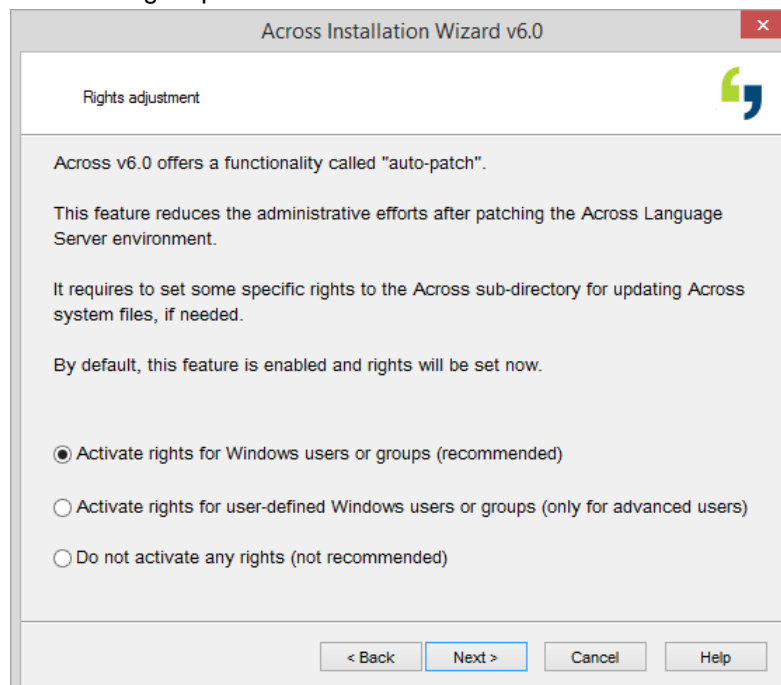 Across Installation Wizard v6.0
Rights adjustment
Across v6.0 offers a functionality called "auto-patch".
This feature reduces the administrative efforts after patching the Across Language
Server environment.
It requires to set some specific rights to the Across sub-directory for updating Across
system files, if needed.
By default, this feature is enabled and rights will be set now.
Activate rights for Windows users or groups (recommended)
Activate rights for user-defined Windows users or groups (only for advanced users)
Do not activate any rights (not recommended)
< Back Next > Cancel Help